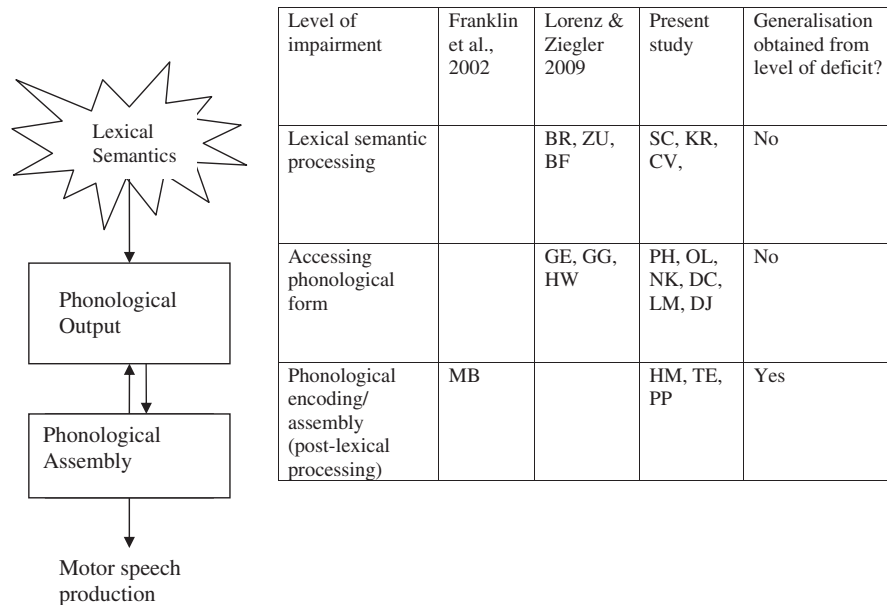 Lexical
Semantics
Phonological
Output
Phonological
Assembly
Motor speech
production
Level of
impairment
Franklin
et al.,
2002
Lorenz &
Ziegler
2009
Present
study
Generalisation
obtained from
level of deficit?
Lexical semantic
processing
BR, ZU,
BF
SC, KR,
CV,
No
Accessing
phonological
form
GE, GG,
HW
PH, OL,
NK, DC,
LM, DJ
No
Phonological
encoding/
assembly
(post-lexical
processing)
MB
HM, TE,
PP
Yes